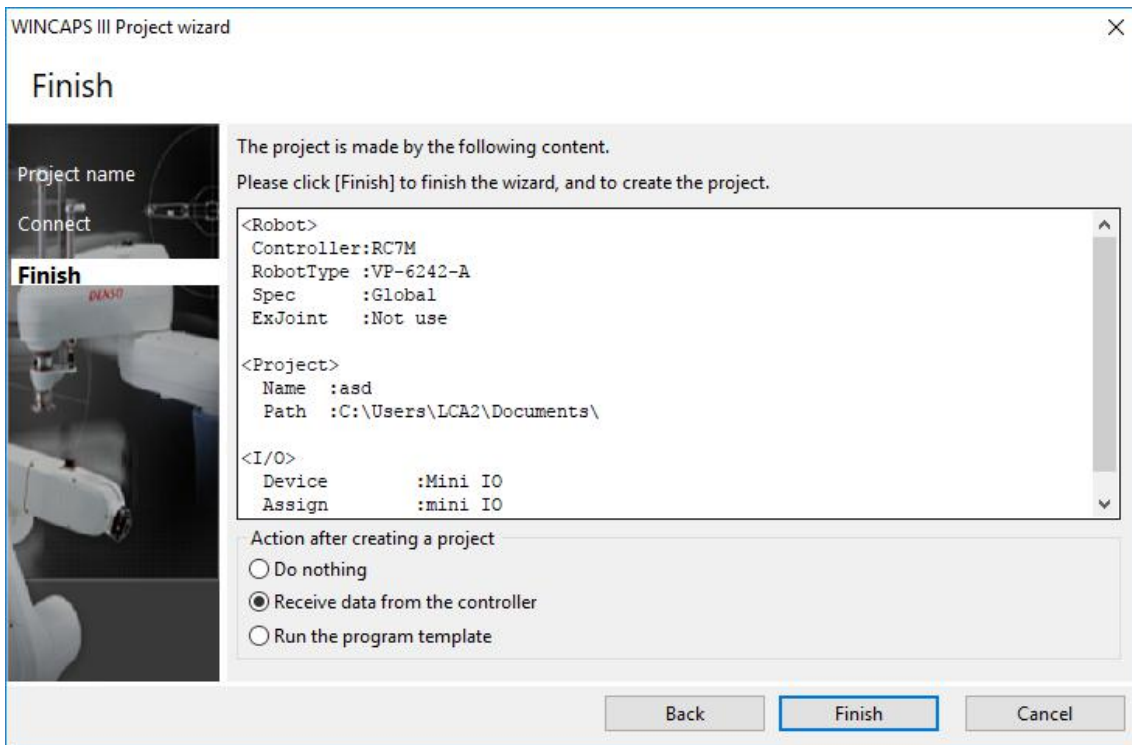 WINCAPS III Project wizard
Finish
Project name
Connect
Finish
DENSO
The project is made by the following content.
Please click [Finish] to finish the wizard, and to create the project.
<Robot>
Controller:RC7M
RobotType :VP-6242-A
Spec      :Global
ExJoint   :Not use
<Project>
Name  :asd
Path  :C:\Users\LCA2\Documents\
<I/O>
Device         :Mini IO
Assign         :mini IO
Action after creating a project
Do nothing
Receive data from the controller
Run the program template
Back
Finish
Cancel